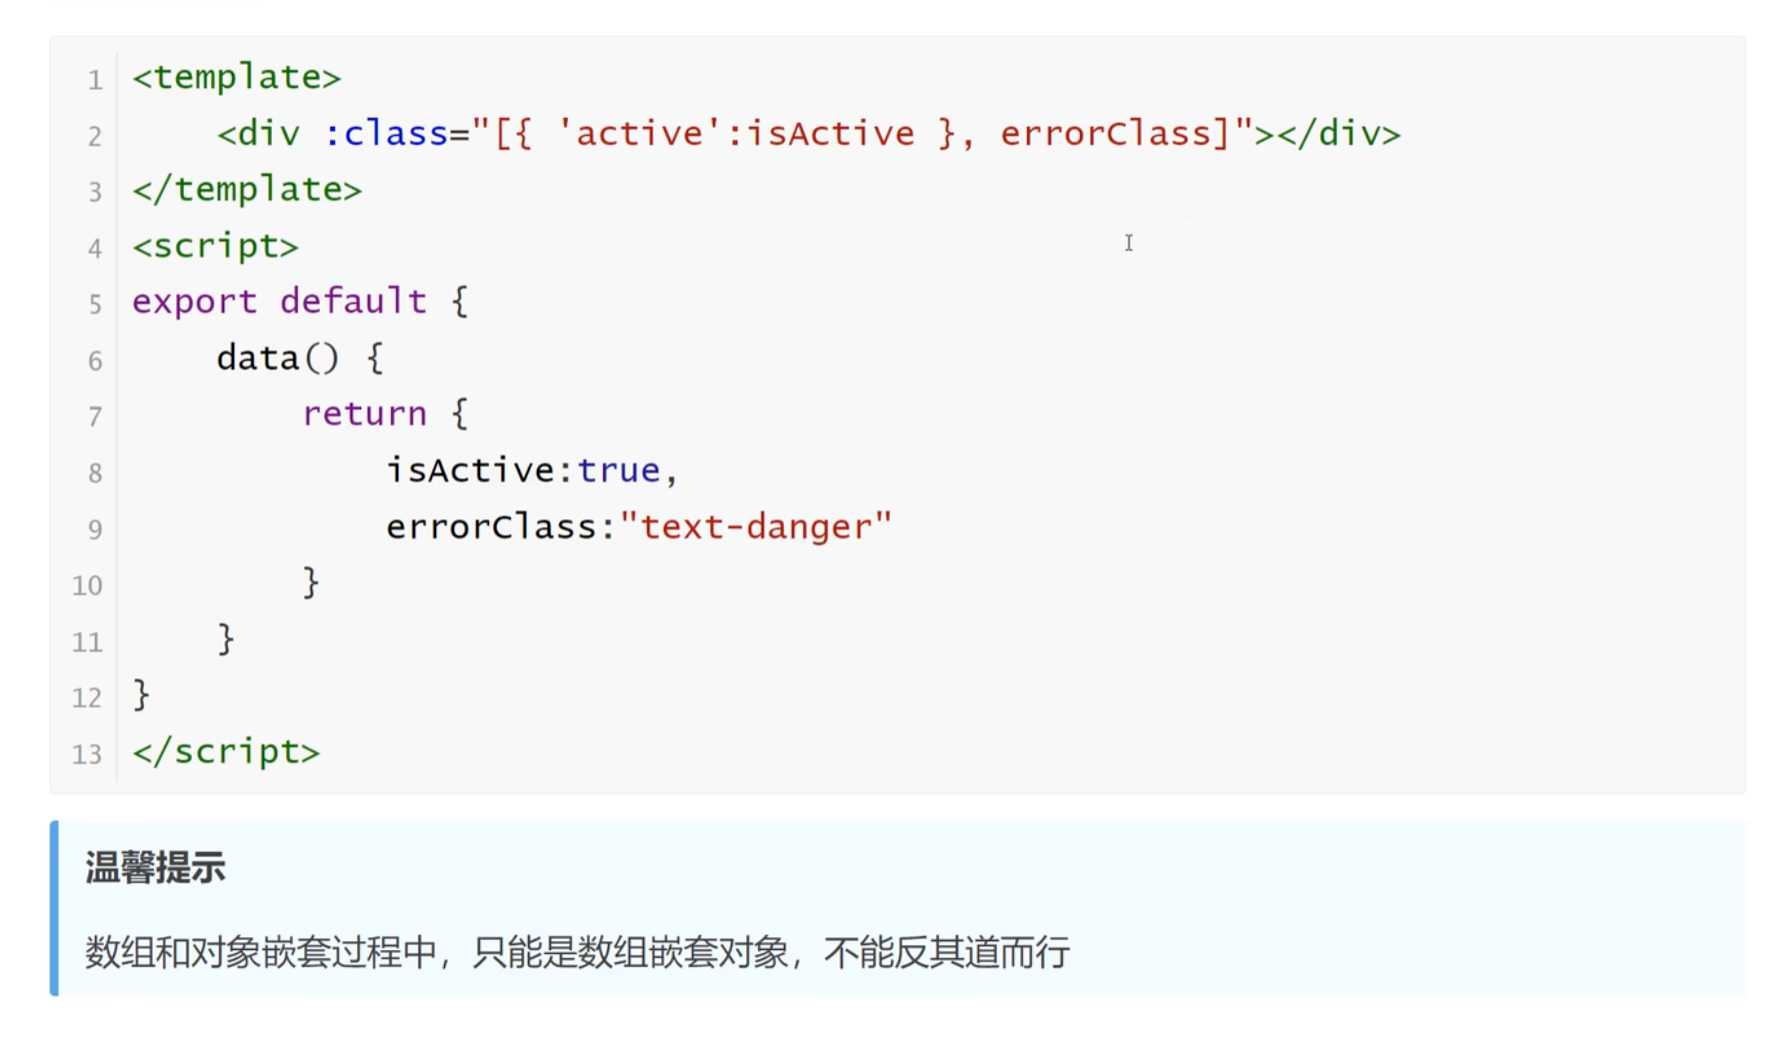 1 <template>
2     <div :class="[{ 'active':isActive }, errorClass]"></div>
3 </template>
4 <script>
5 export default {
6     data() {
7         return {
8             isActive:true,
9             errorClass:"text-danger"
10         }
11     }
12 }
13 </script>
温馨提示
数组和对象嵌套过程中，只能是数组嵌套对象，不能反其道而行